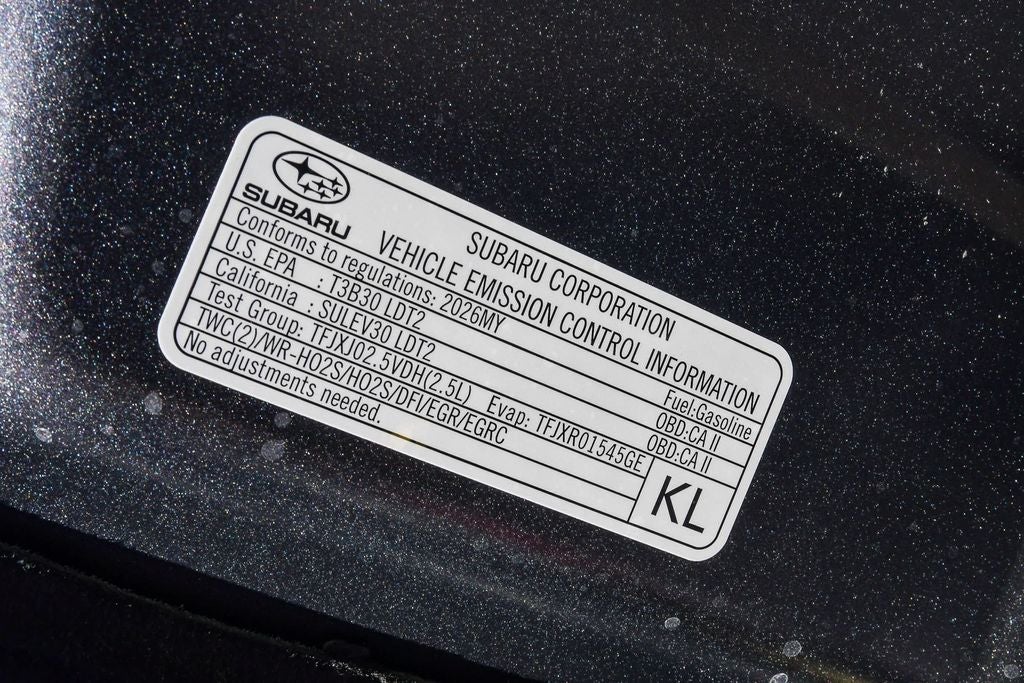 SUBARU
SUBARU CORPORATION
VEHICLE EMISSION CONTROL INFORMATION
Conforms to regulations: 2026MY Fuel:Gasoline
U.S. EPA : T3B30 LDT2 OBD:CA II
California : SULEV30 LDT2 OBD:CA II
Test Group: TFJXJ02.5VDH(2.5L) Evap: TFJXR01545GE
TWC(2)/WR-HO2S/HO2S/DFI/EGR/EGRC
No adjustments needed.
KL